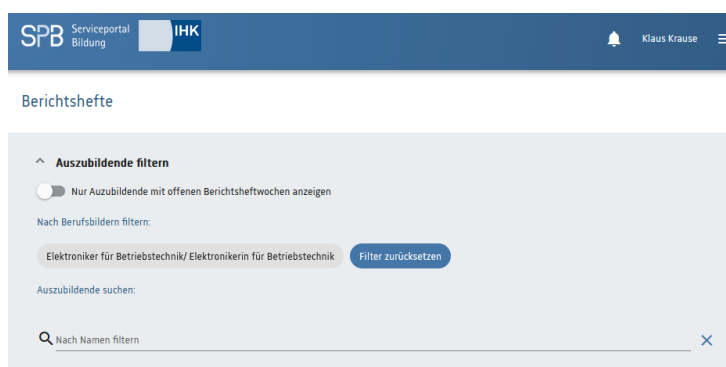 SPB Serviceportal Bildung IHK Klaus Krause
Berichtshefte
Auszubildende filtern
Nur Auzubildende mit offenen Berichtsheftwochen anzeigen
Nach Berufsbildern filtern:
Elektroniker für Betriebstechnik/ Elektronikerin für Betriebstechnik Filter zurücksetzen
Auszubildende suchen:
Nach Namen filtern